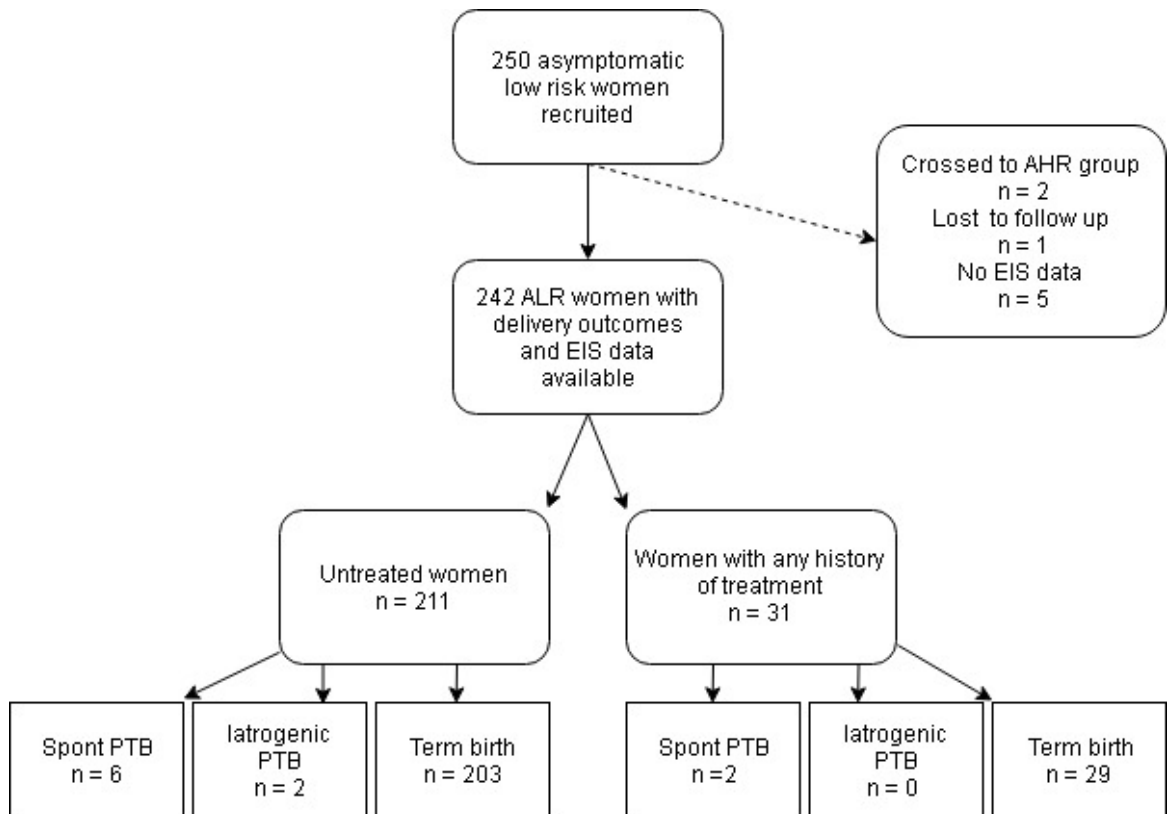 250 asymptomatic
low risk women
recruited
Crossed to AHR group
n = 2
Lost to follow up
n = 1
No EIS data
n = 5
242 ALR women with
delivery outcomes
and EIS data
available
Untreated women
n = 211
Women with any history
of treatment
n = 31
Spont PTB
n = 6
Iatrogenic
PTB
n = 2
Term birth
n = 203
Spont PTB
n =2
Iatrogenic
PTB
n = 0
Term birth
n = 29